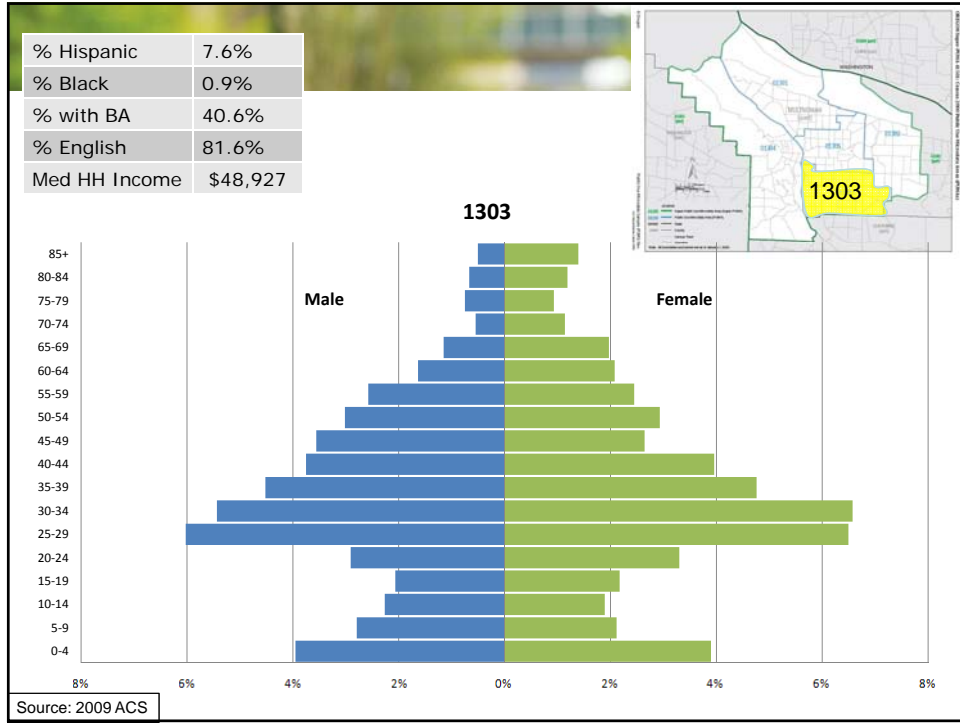 % Hispanic 7.6%
% Black 0.9%
% with BA 40.6%
% English 81.6%
Med HH Income $48,927
WASHINGTON
1303
1303
85+
80-84
75-79
Male
Female
70-74
65-69
60-64
55-59
50-54
45-49
40-44
35-39
30-34
25-29
20-24
15-19
10-14
5-9
0-4
8% 6% 4% 2% 0% 2% 4% 6% 8%
Source: 2009 ACS